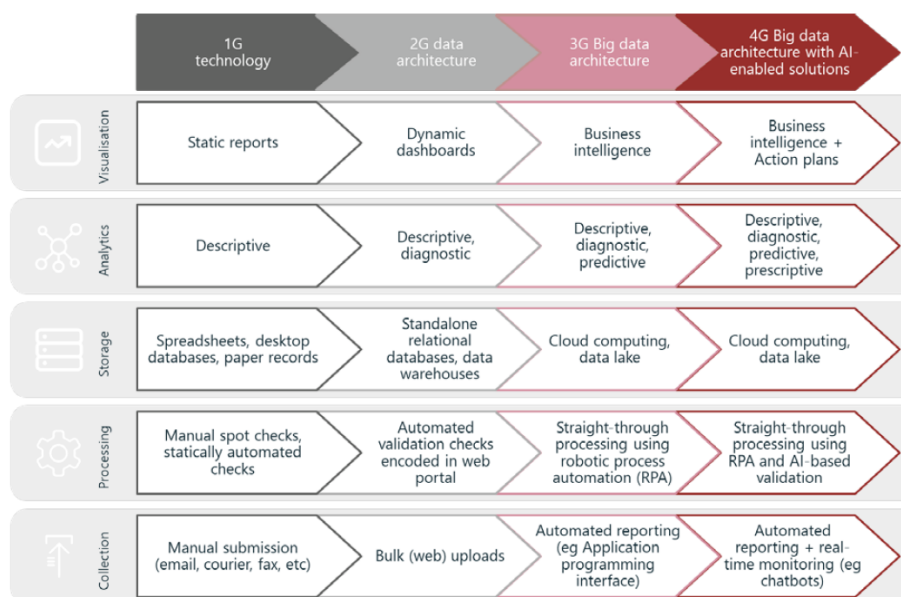 1G
technology
2G data
architecture
3G Big data
architecture
4G Big data
architecture with AI-
enabled solutions
Visualisation
Static reports
Dynamic
dashboards
Business
intelligence
Business
intelligence +
Action plans
Analytics
Descriptive
Descriptive,
diagnostic
Descriptive,
diagnostic,
predictive
Descriptive,
diagnostic,
predictive,
prescriptive
Storage
Spreadsheets, desktop
databases, paper records
Standalone
relational
databases, data
warehouses
Cloud computing,
data lake
Cloud computing,
data lake
Processing
Manual spot checks,
statically automated
checks
Automated
validation checks
encoded in web
portal
Straight-through
processing using
robotic process
automation (RPA)
Straight-through
processing using
RPA and AI-based
validation
Collection
Manual submission
(email, courier, fax, etc)
Bulk (web) uploads
Automated reporting
(eg Application
programming
interface)
Automated
reporting + real-
time monitoring (eg
chatbots)